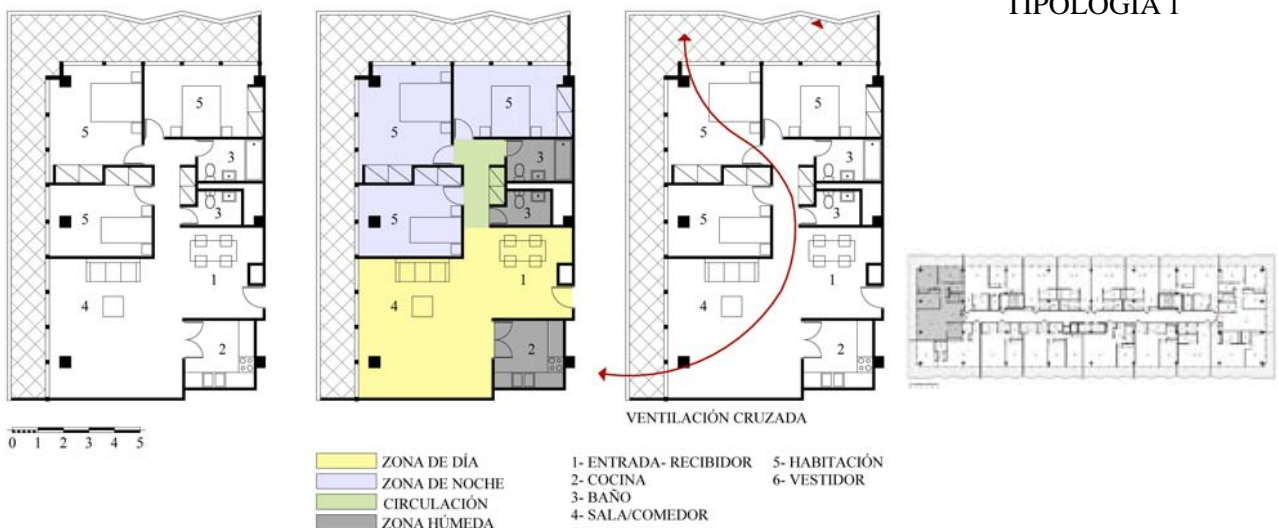 TIPOLOGÍA 1
5
5
3
3
5
1
4
2
5
5
3
3
5
1
4
2
5
5
3
3
5
1
4
2
VENTILACIÓN CRUZADA
0 1 2 3 4 5
ZONA DE DÍA
ZONA DE NOCHE
CIRCULACIÓN
ZONA HÚMEDA
1- ENTRADA- RECIBIDOR
2- COCINA
3- BAÑO
4- SALA/COMEDOR
5- HABITACIÓN
6- VESTIDOR